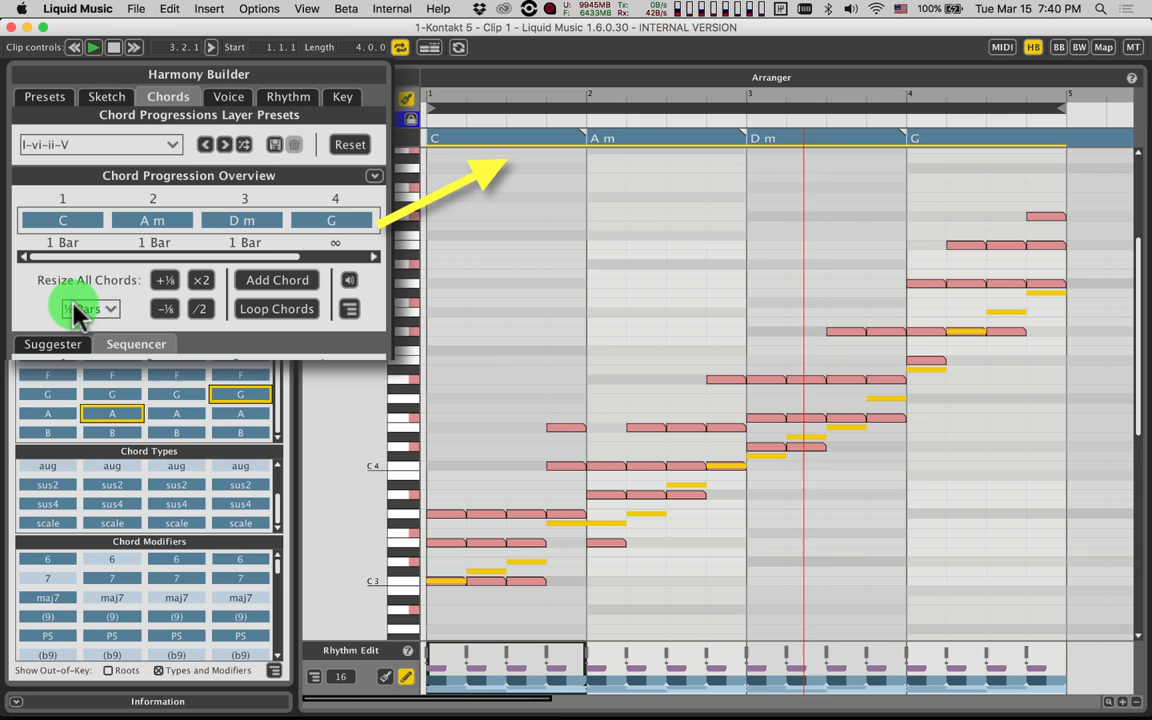 Liquid Music File Edit Insert Options View Beta Internal Help U: 9945MB F: 6433MB Tx: 0B/s Rx: 42B/s 100% Tue Mar 15 7:40 PM
1-Kontakt 5 - Clip 1 - Liquid Music 1.6.0.30 - INTERNAL VERSION
Clip controls: 3. 2. 1 Start 1. 1. 1 Length 4. 0. 0 MIDI HB BB BW Map MT
Harmony Builder
Arranger
Presets Sketch Chords Voice Rhythm Key
1 2 3 4 5
Chord Progressions Layer Presets
C A m D m G
I-vi-ii-V Reset
Chord Progression Overview
1 2 3 4
C A m D m G
1 Bar 1 Bar 1 Bar ∞
Resize All Chords: +⅛ ×2 Add Chord
-⅛ /2 Loop Chords
Suggester Sequencer
F F F F
G G G G
A A A A
B B B B
Chord Types
aug aug aug aug
sus2 sus2 sus2 sus2
sus4 sus4 sus4 sus4
scale scale scale scale
Chord Modifiers
6 6 6 6
7 7 7 7
maj7 maj7 maj7 maj7
(9) (9) (9) (9)
P5 P5 P5 P5
(b9) (b9) (b9) (b9)
Show Out-of-Key: Roots Types and Modifiers
Information
C 4
C 3
Rhythm Edit
16